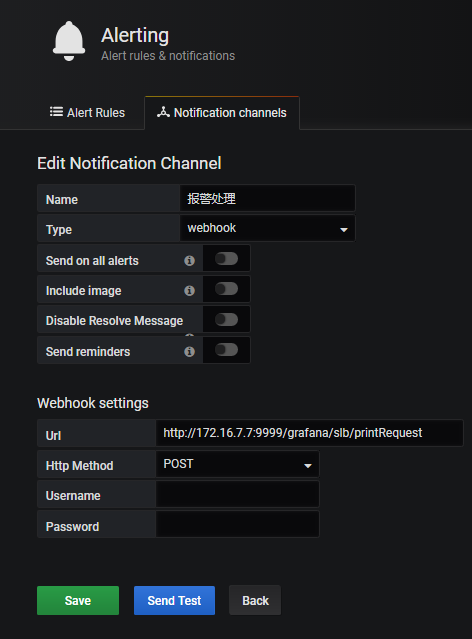 Alerting
Alert rules & notifications
Alert Rules
Notification channels
Edit Notification Channel
Name 报警处理
Type webhook
Send on all alerts
Include image
Disable Resolve Message
Send reminders
Webhook settings
Url http://172.16.7.7:9999/grafana/slb/printRequest
Http Method POST
Username
Password
Save Send Test Back